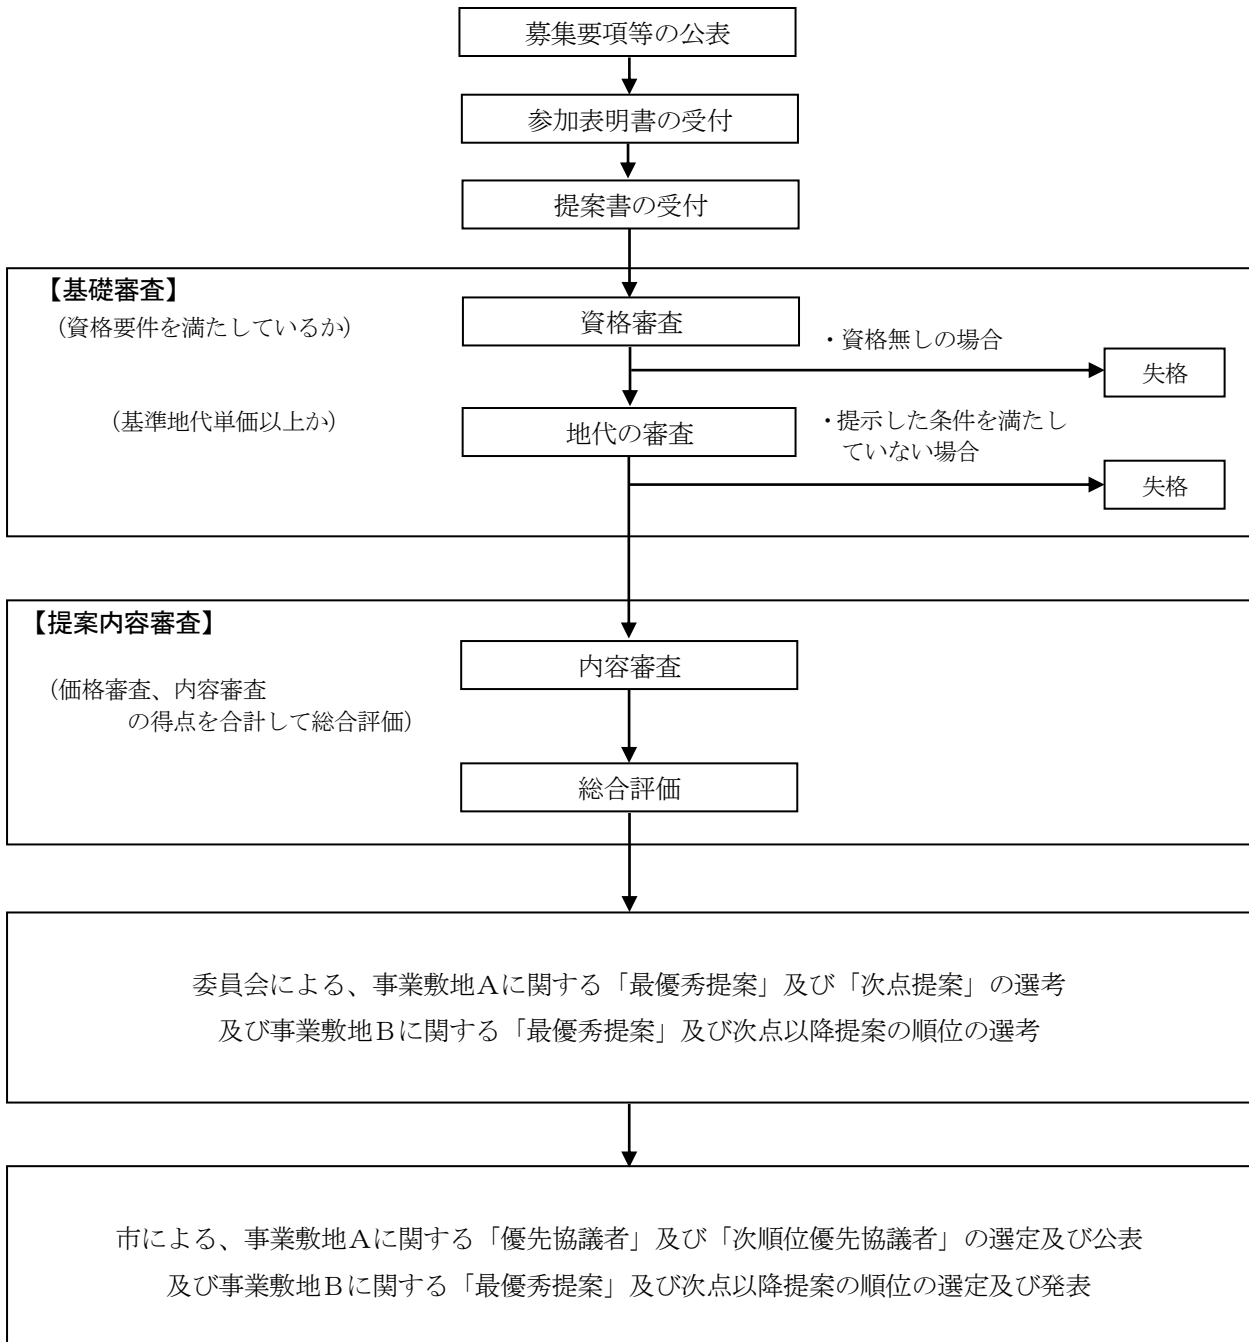 募集要項等の公表
参加表明書の受付
提案書の受付
【基礎審査】
（資格要件を満たしているか）
資格審査
・資格無しの場合
失格
（基準地代単価以上か）
地代の審査
・提示した条件を満たし
ていない場合
失格
【提案内容審査】
内容審査
（価格審査、内容審査
の得点を合計して総合評価）
総合評価
委員会による、事業敷地Ａに関する「最優秀提案」及び「次点提案」の選考
及び事業敷地Ｂに関する「最優秀提案」及び次点以降提案の順位の選考
市による、事業敷地Ａに関する「優先協議者」及び「次順位優先協議者」の選定及び公表
及び事業敷地Ｂに関する「最優秀提案」及び次点以降提案の順位の選定及び発表